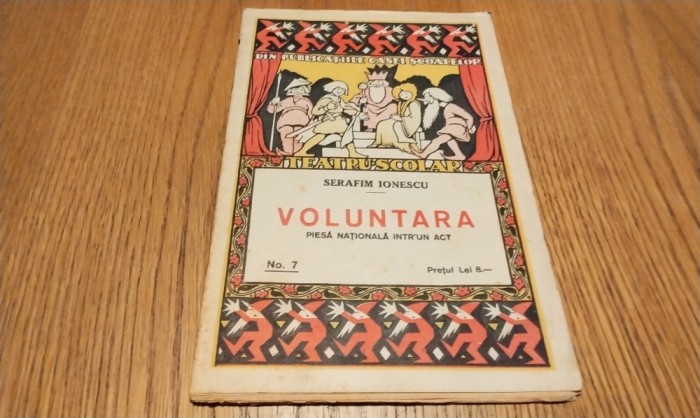 DIN PUBLICAȚIILE CASEI ȘCOALELOR
TEATRU ȘCOLAR
SERAFIM IONESCU
VOLUNTARA
PIESĂ NAȚIONALĂ INTR'UN ACT
No. 7
Prețul Lei 8.—